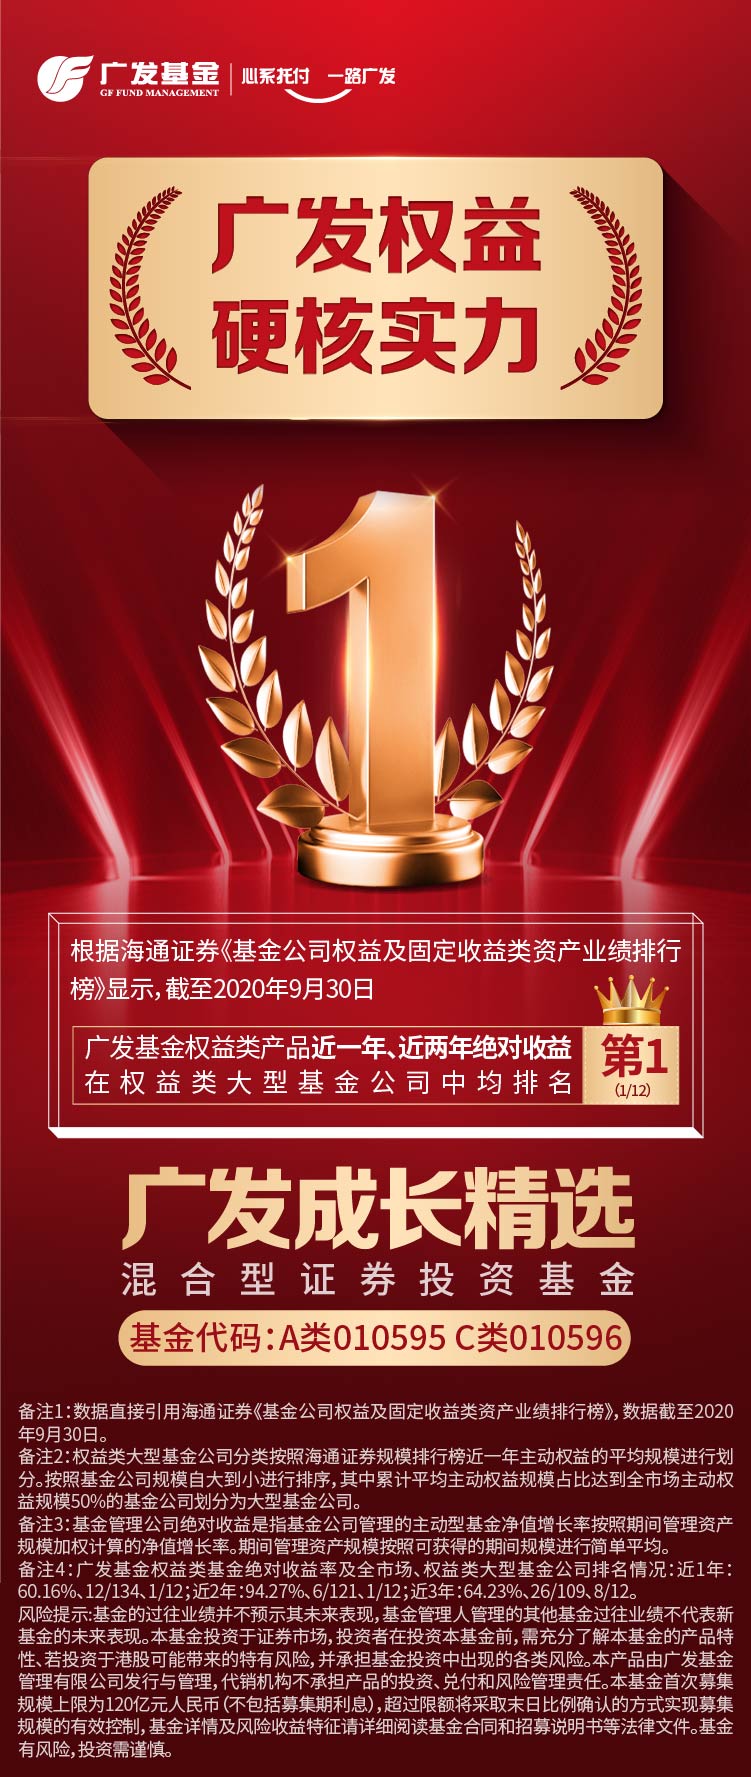 广发基金
GF FUND MANAGEMENT
心系托付 一路广发
广发权益
硬核实力
1
根据海通证券《基金公司权益及固定收益类资产业绩排行
榜》显示，截至2020年9月30日
广发基金权益类产品近一年、近两年绝对收益
在权益类大型基金公司中均排名
第1
(1/12)
广发成长精选
混合型证券投资基金
基金代码：A类010595 C类010596
备注1：数据直接引用海通证券《基金公司权益及固定收益类资产业绩排行榜》，数据截至2020
年9月30日。
备注2：权益类大型基金公司分类按照海通证券规模排行榜近一年主动权益的平均规模进行划
分。按照基金公司规模自大到小进行排序，其中累计平均主动权益规模占比达到全市场主动权
益规模50%的基金公司划分为大型基金公司。
备注3：基金管理公司绝对收益是指基金公司管理的主动型基金净值增长率按照期间管理资产
规模加权计算的净值增长率。期间管理资产规模按照可获得的期间规模进行简单平均。
备注4：广发基金权益类基金绝对收益率及全市场、权益类大型基金公司排名情况：近1年：
60.16%、12/134、1/12；近2年：94.27%、6/121、1/12；近3年：64.23%、26/109、8/12。
风险提示:基金的过往业绩并不预示其未来表现，基金管理人管理的其他基金过往业绩不代表新
基金的未来表现。本基金投资于证券市场，投资者在投资本基金前，需充分了解本基金的产品特
性、若投资于港股可能带来的特有风险，并承担基金投资中出现的各类风险。本产品由广发基金
管理有限公司发行与管理，代销机构不承担产品的投资、兑付和风险管理责任。本基金首次募集
规模上限为120亿元人民币（不包括募集期利息），超过限额将采取末日比例确认的方式实现募集
规模的有效控制，基金详情及风险收益特征请详细阅读基金合同和招募说明书等法律文件。基金
有风险，投资需谨慎。